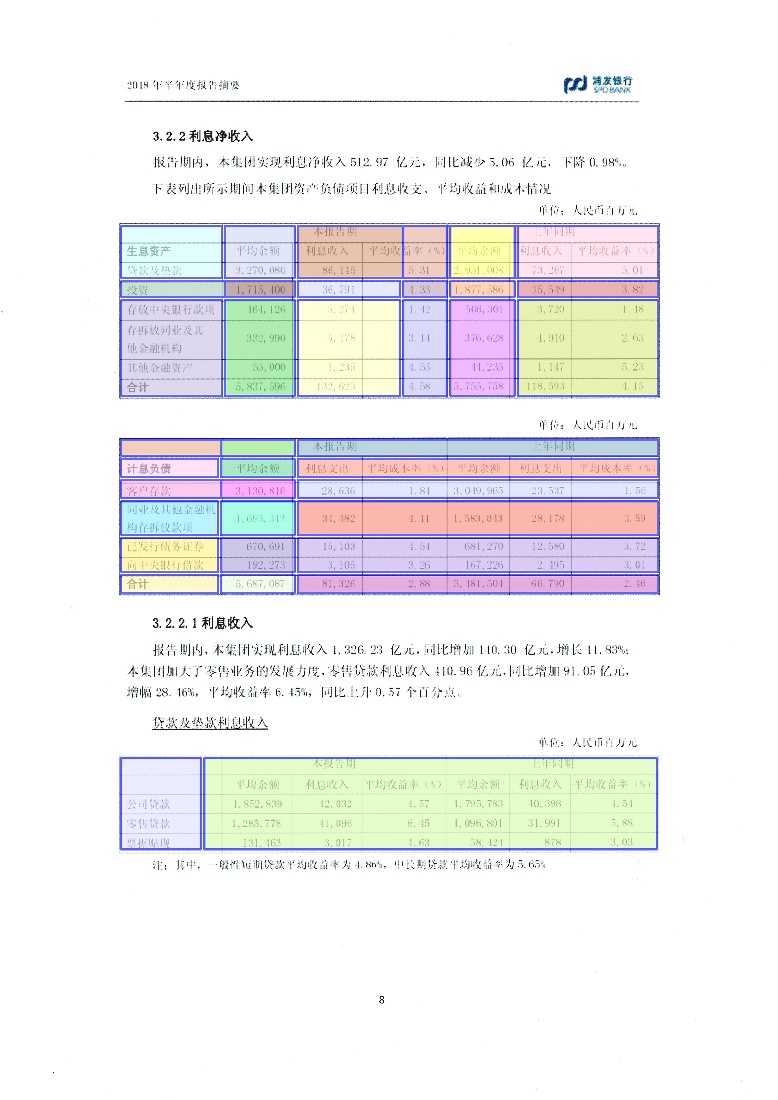 2018 年半年度报告摘要
浦发银行
SPD BANK
3.2.2 利息净收入
报告期内，本集团实现利息净收入 512.97 亿元，同比减少 5.06 亿元，下降 0.98%。
下表列出所示期间本集团资产负债项目利息收支、平均收益和成本情况
单位：人民币百万元
本报告期 上年同期
生息资产 平均余额 利息收入 平均收益率（%） 平均余额 利息收入 平均收益率（%）
贷款及垫款 3,270,080 86,145 5.31 2,951,008 73,267 5.01
投资 1,715,400 36,791 4.33 1,877,586 35,549 3.82
存放中央银行款项 464,126 3,274 1.42 506,301 3,720 1.48
存拆放同业及其
他金融机构 332,990 5,178 3.14 376,628 4,910 2.63
其他金融资产 55,000 1,235 4.53 44,235 1,147 5.23
合计 5,837,596 132,623 4.58 5,755,758 118,593 4.15
单位：人民币百万元
本报告期 上年同期
计息负债 平均余额 利息支出 平均成本率（%） 平均余额 利息支出 平均成本率（%）
客户存款 3,130,810 28,636 1.84 3,049,965 23,537 1.56
同业及其他金融机
构存拆放款项 1,693,313 34,482 4.11 1,583,043 28,178 3.59
已发行债务证券 670,691 15,103 4.54 681,270 12,580 3.72
向中央银行借款 192,273 3,105 3.26 167,226 2,495 3.01
合计 5,687,087 81,326 2.88 5,481,504 66,790 2.46
3.2.2.1 利息收入
报告期内，本集团实现利息收入 1,326.23 亿元，同比增加 140.30 亿元，增长 11.83%；
本集团加大了零售业务的发展力度，零售贷款利息收入 410.96 亿元，同比增加 91.05 亿元，
增幅 28.46%，平均收益率 6.45%，同比上升 0.57 个百分点。
贷款及垫款利息收入
单位：人民币百万元
本报告期 上年同期
平均余额 利息收入 平均收益率（%） 平均余额 利息收入 平均收益率（%）
公司贷款 1,852,839 42,032 4.57 1,795,783 40,398 4.54
零售贷款 1,285,778 41,096 6.45 1,096,801 31,991 5.88
票据贴现 131,463 3,017 4.63 58,424 878 3.03
注：其中，一般性短期贷款平均收益率为 4.86%，中长期贷款平均收益率为 5.65%
8